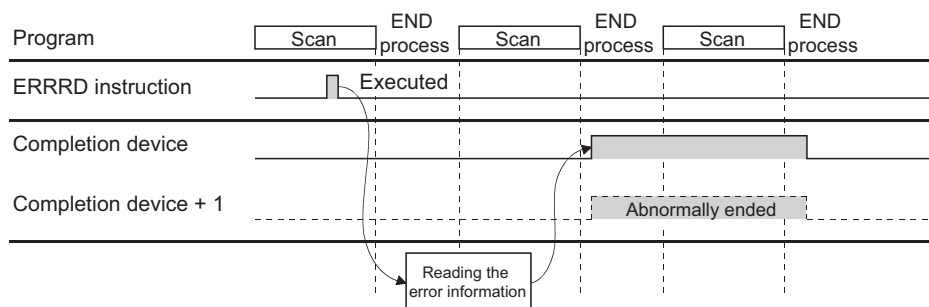 END
process
END
process
END
process
Program
Scan
Scan
Scan
ERRRD instruction
Executed
Completion device
Completion device + 1
Abnormally ended
Reading the
error information